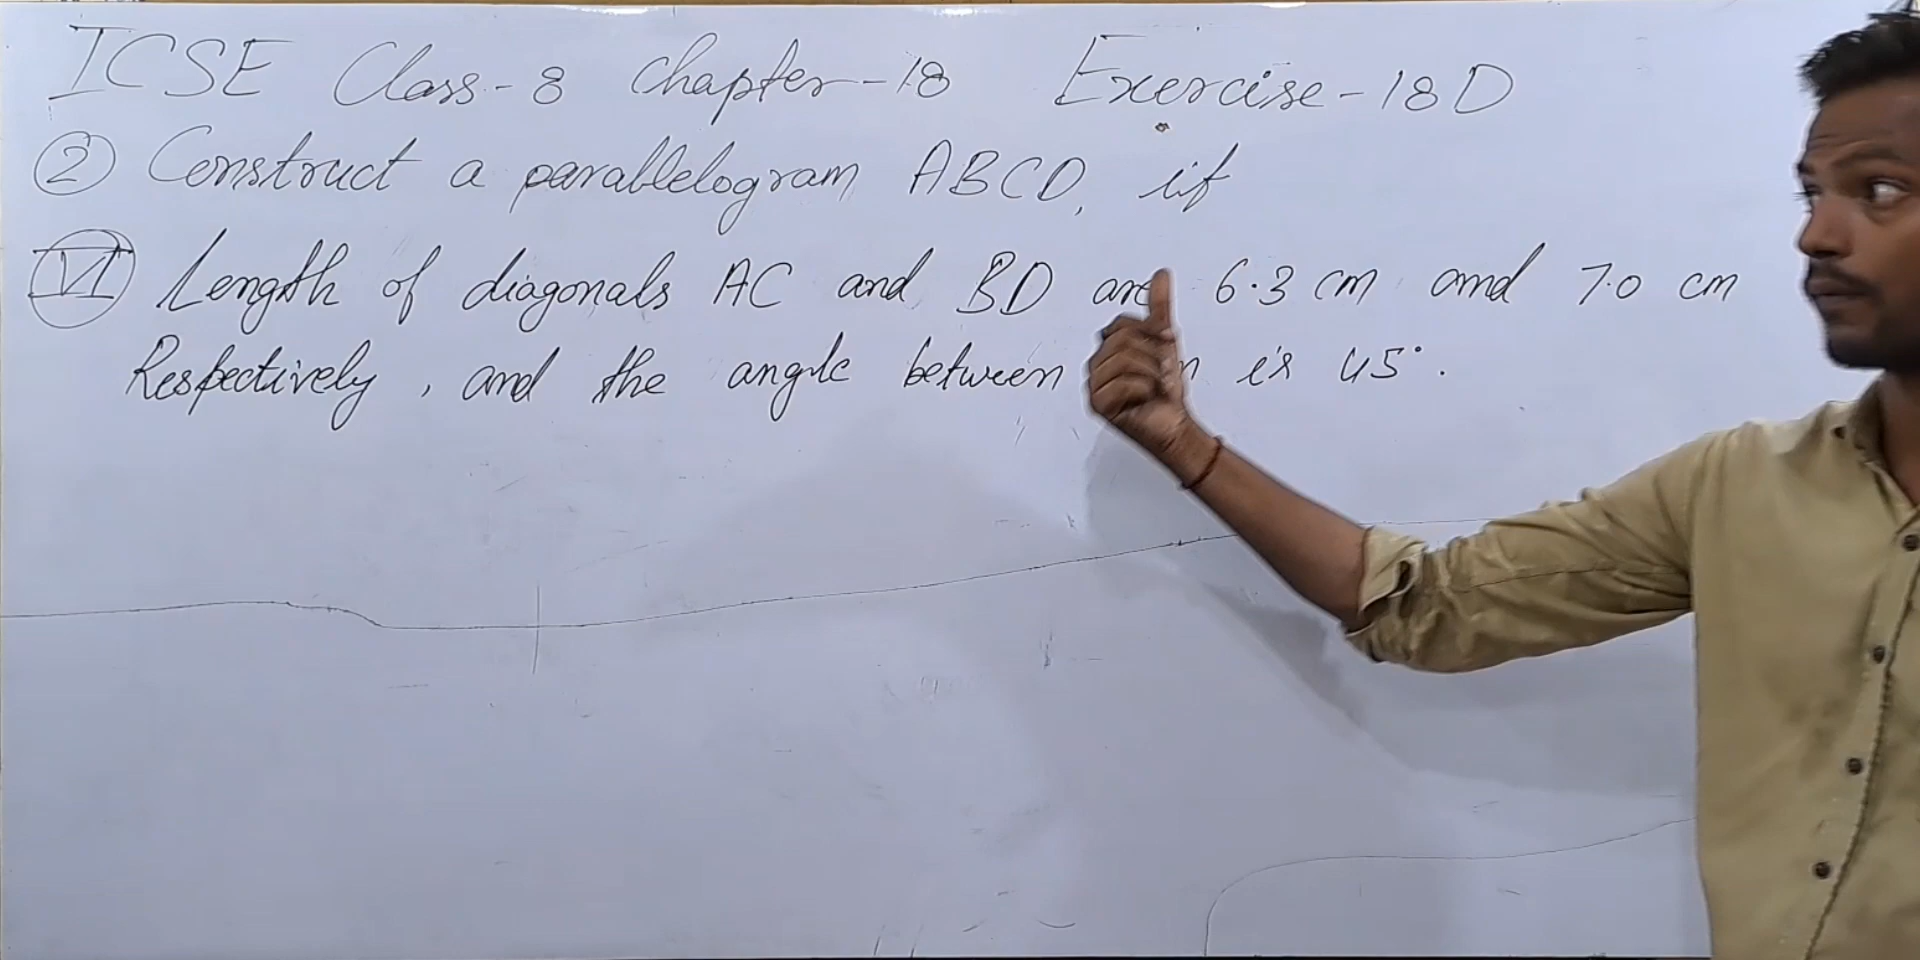 ICSE Class-8 Chapter-18 Exercise-18D
② Construct a parablelogram ABCD, if
VI Length of diagonals AC and BD are 6.3 cm and 7.0 cm
Respectively, and the angle between is 45°.